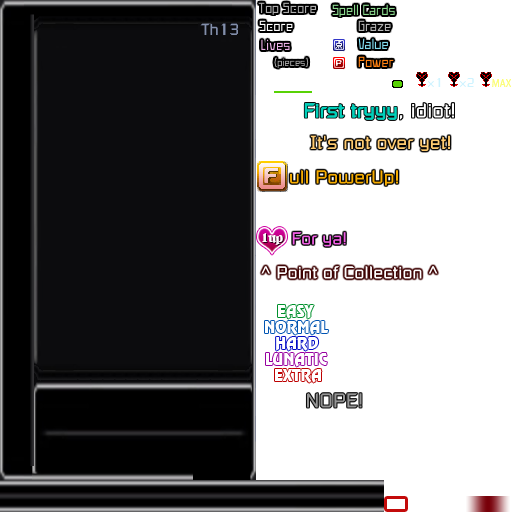 Th13
Top Score
Spell Cards
Score
Graze
Lives
Value
(pieces)
P
Power
×1
×2
MAX
First tryyy, idiot!
It's not over yet!
Full PowerUp!
1up
For ya!
^ Point of Collection ^
EASY
NORMAL
HARD
LUNATIC
EXTRA
NOPE!